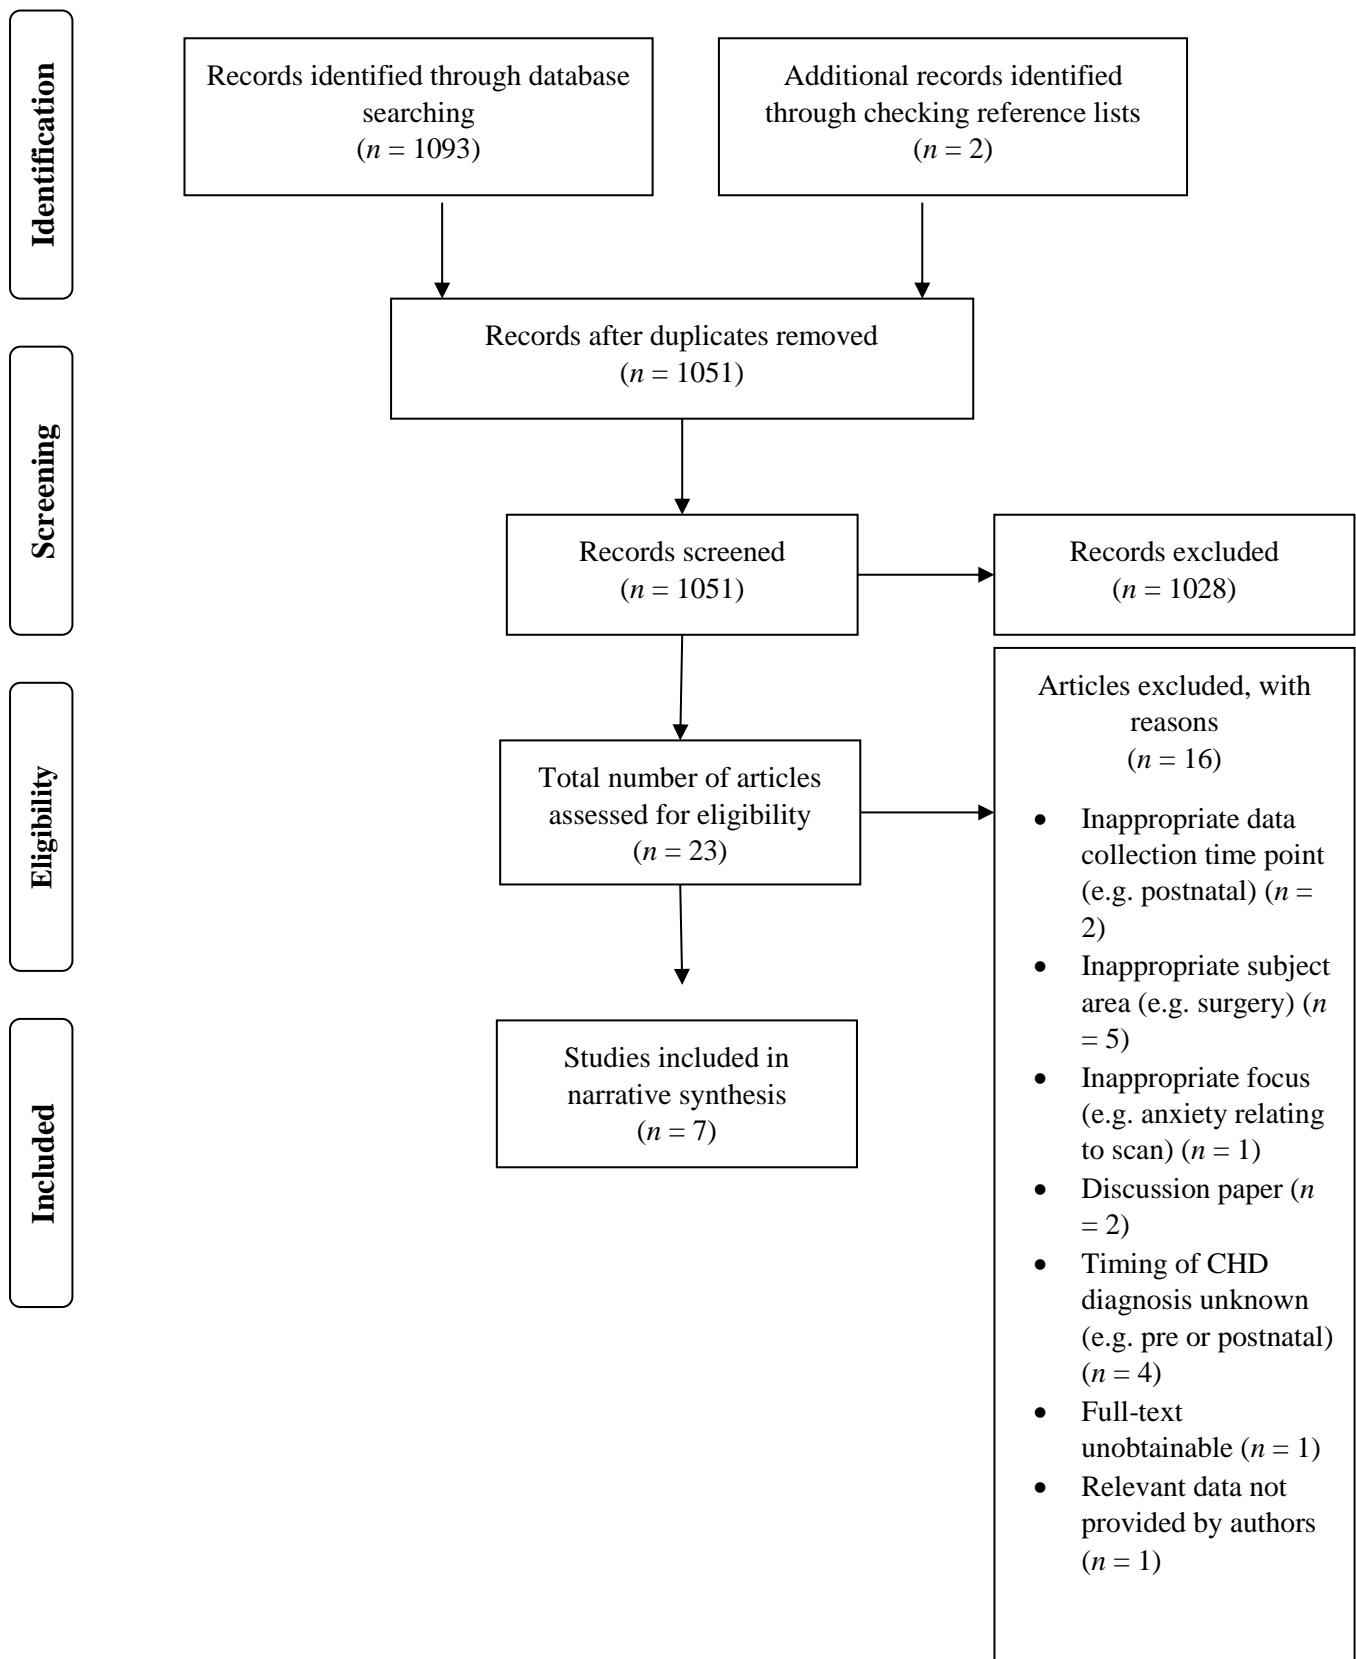 Identification
Records identified through database
searching
(n = 1093)
Additional records identified
through checking reference lists
(n = 2)
Records after duplicates removed
(n = 1051)
Screening
Records screened
(n = 1051)
Records excluded
(n = 1028)
Eligibility
Total number of articles
assessed for eligibility
(n = 23)
Articles excluded, with
reasons
(n = 16)
• Inappropriate data
collection time point
(e.g. postnatal) (n =
2)
• Inappropriate subject
area (e.g. surgery) (n
= 5)
• Inappropriate focus
(e.g. anxiety relating
to scan) (n = 1)
• Discussion paper (n
= 2)
• Timing of CHD
diagnosis unknown
(e.g. pre or postnatal)
(n = 4)
• Full-text
unobtainable (n = 1)
• Relevant data not
provided by authors
(n = 1)
Included
Studies included in
narrative synthesis
(n = 7)